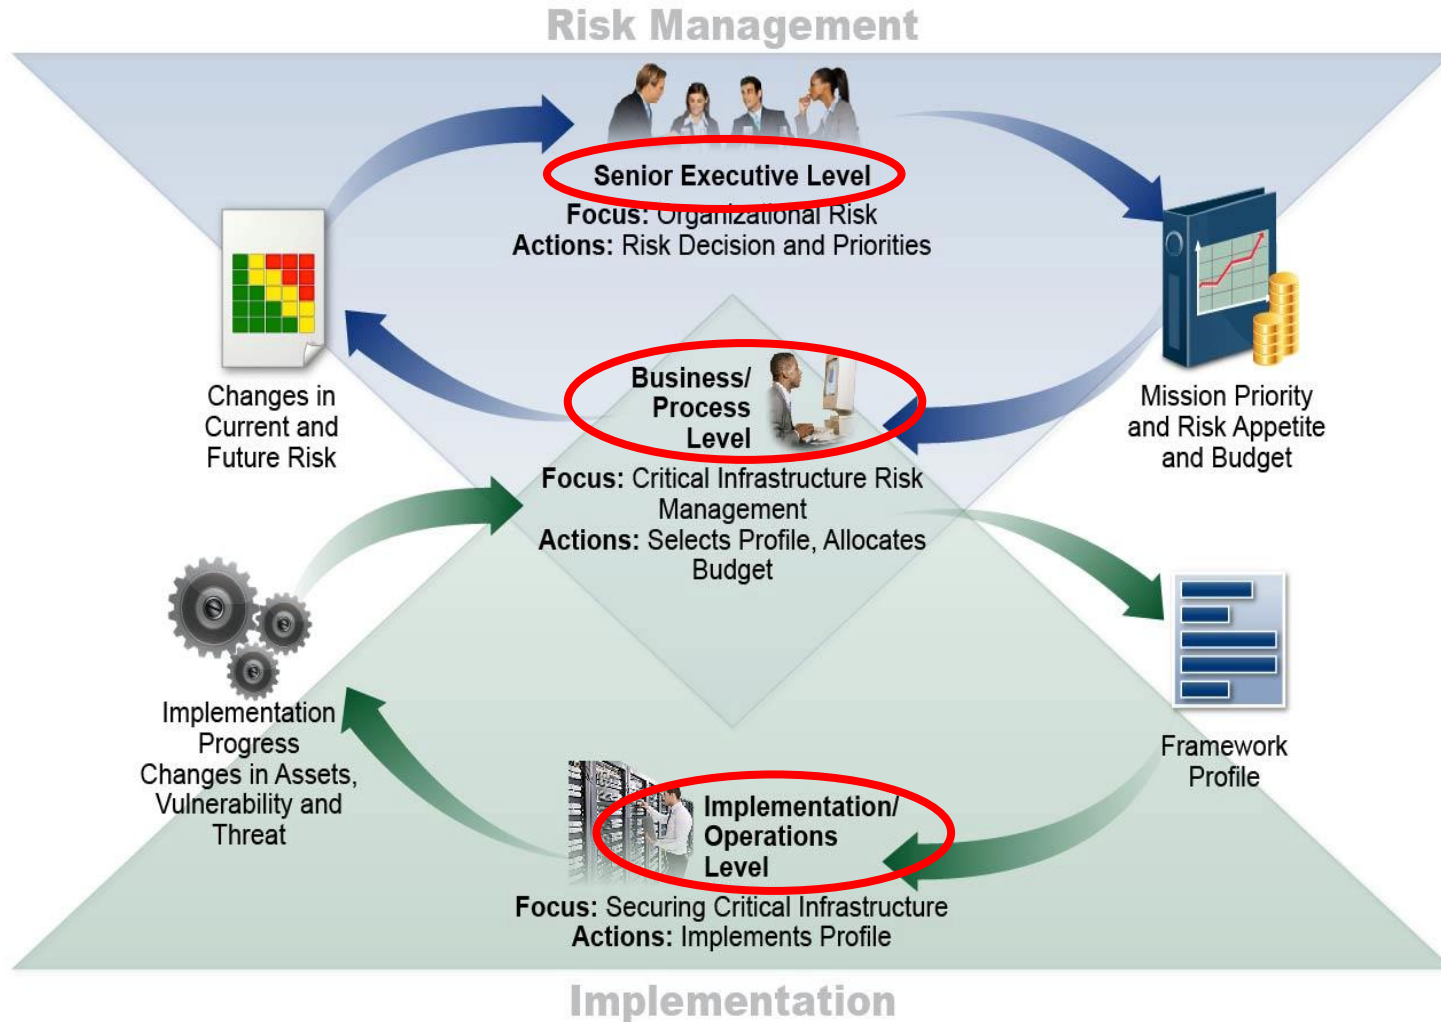 Risk Management
Senior Executive Level
Focus: Organizational Risk
Actions: Risk Decision and Priorities
Changes in
Current and
Future Risk
Mission Priority
and Risk Appetite
and Budget
Business/
Process
Level
Focus: Critical Infrastructure Risk
Management
Actions: Selects Profile, Allocates
Budget
Implementation
Progress
Changes in Assets,
Vulnerability and
Threat
Framework
Profile
Implementation/
Operations
Level
Focus: Securing Critical Infrastructure
Actions: Implements Profile
Implementation